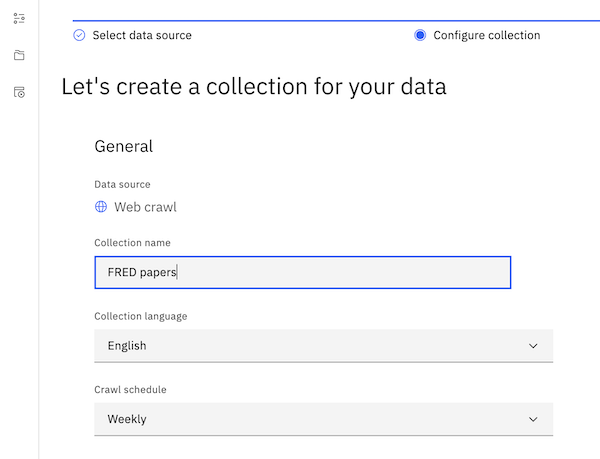 Select data source
Configure collection
Let's create a collection for your data
General
Data source
Web crawl
Collection name
FRED papers
Collection language
English
Crawl schedule
Weekly